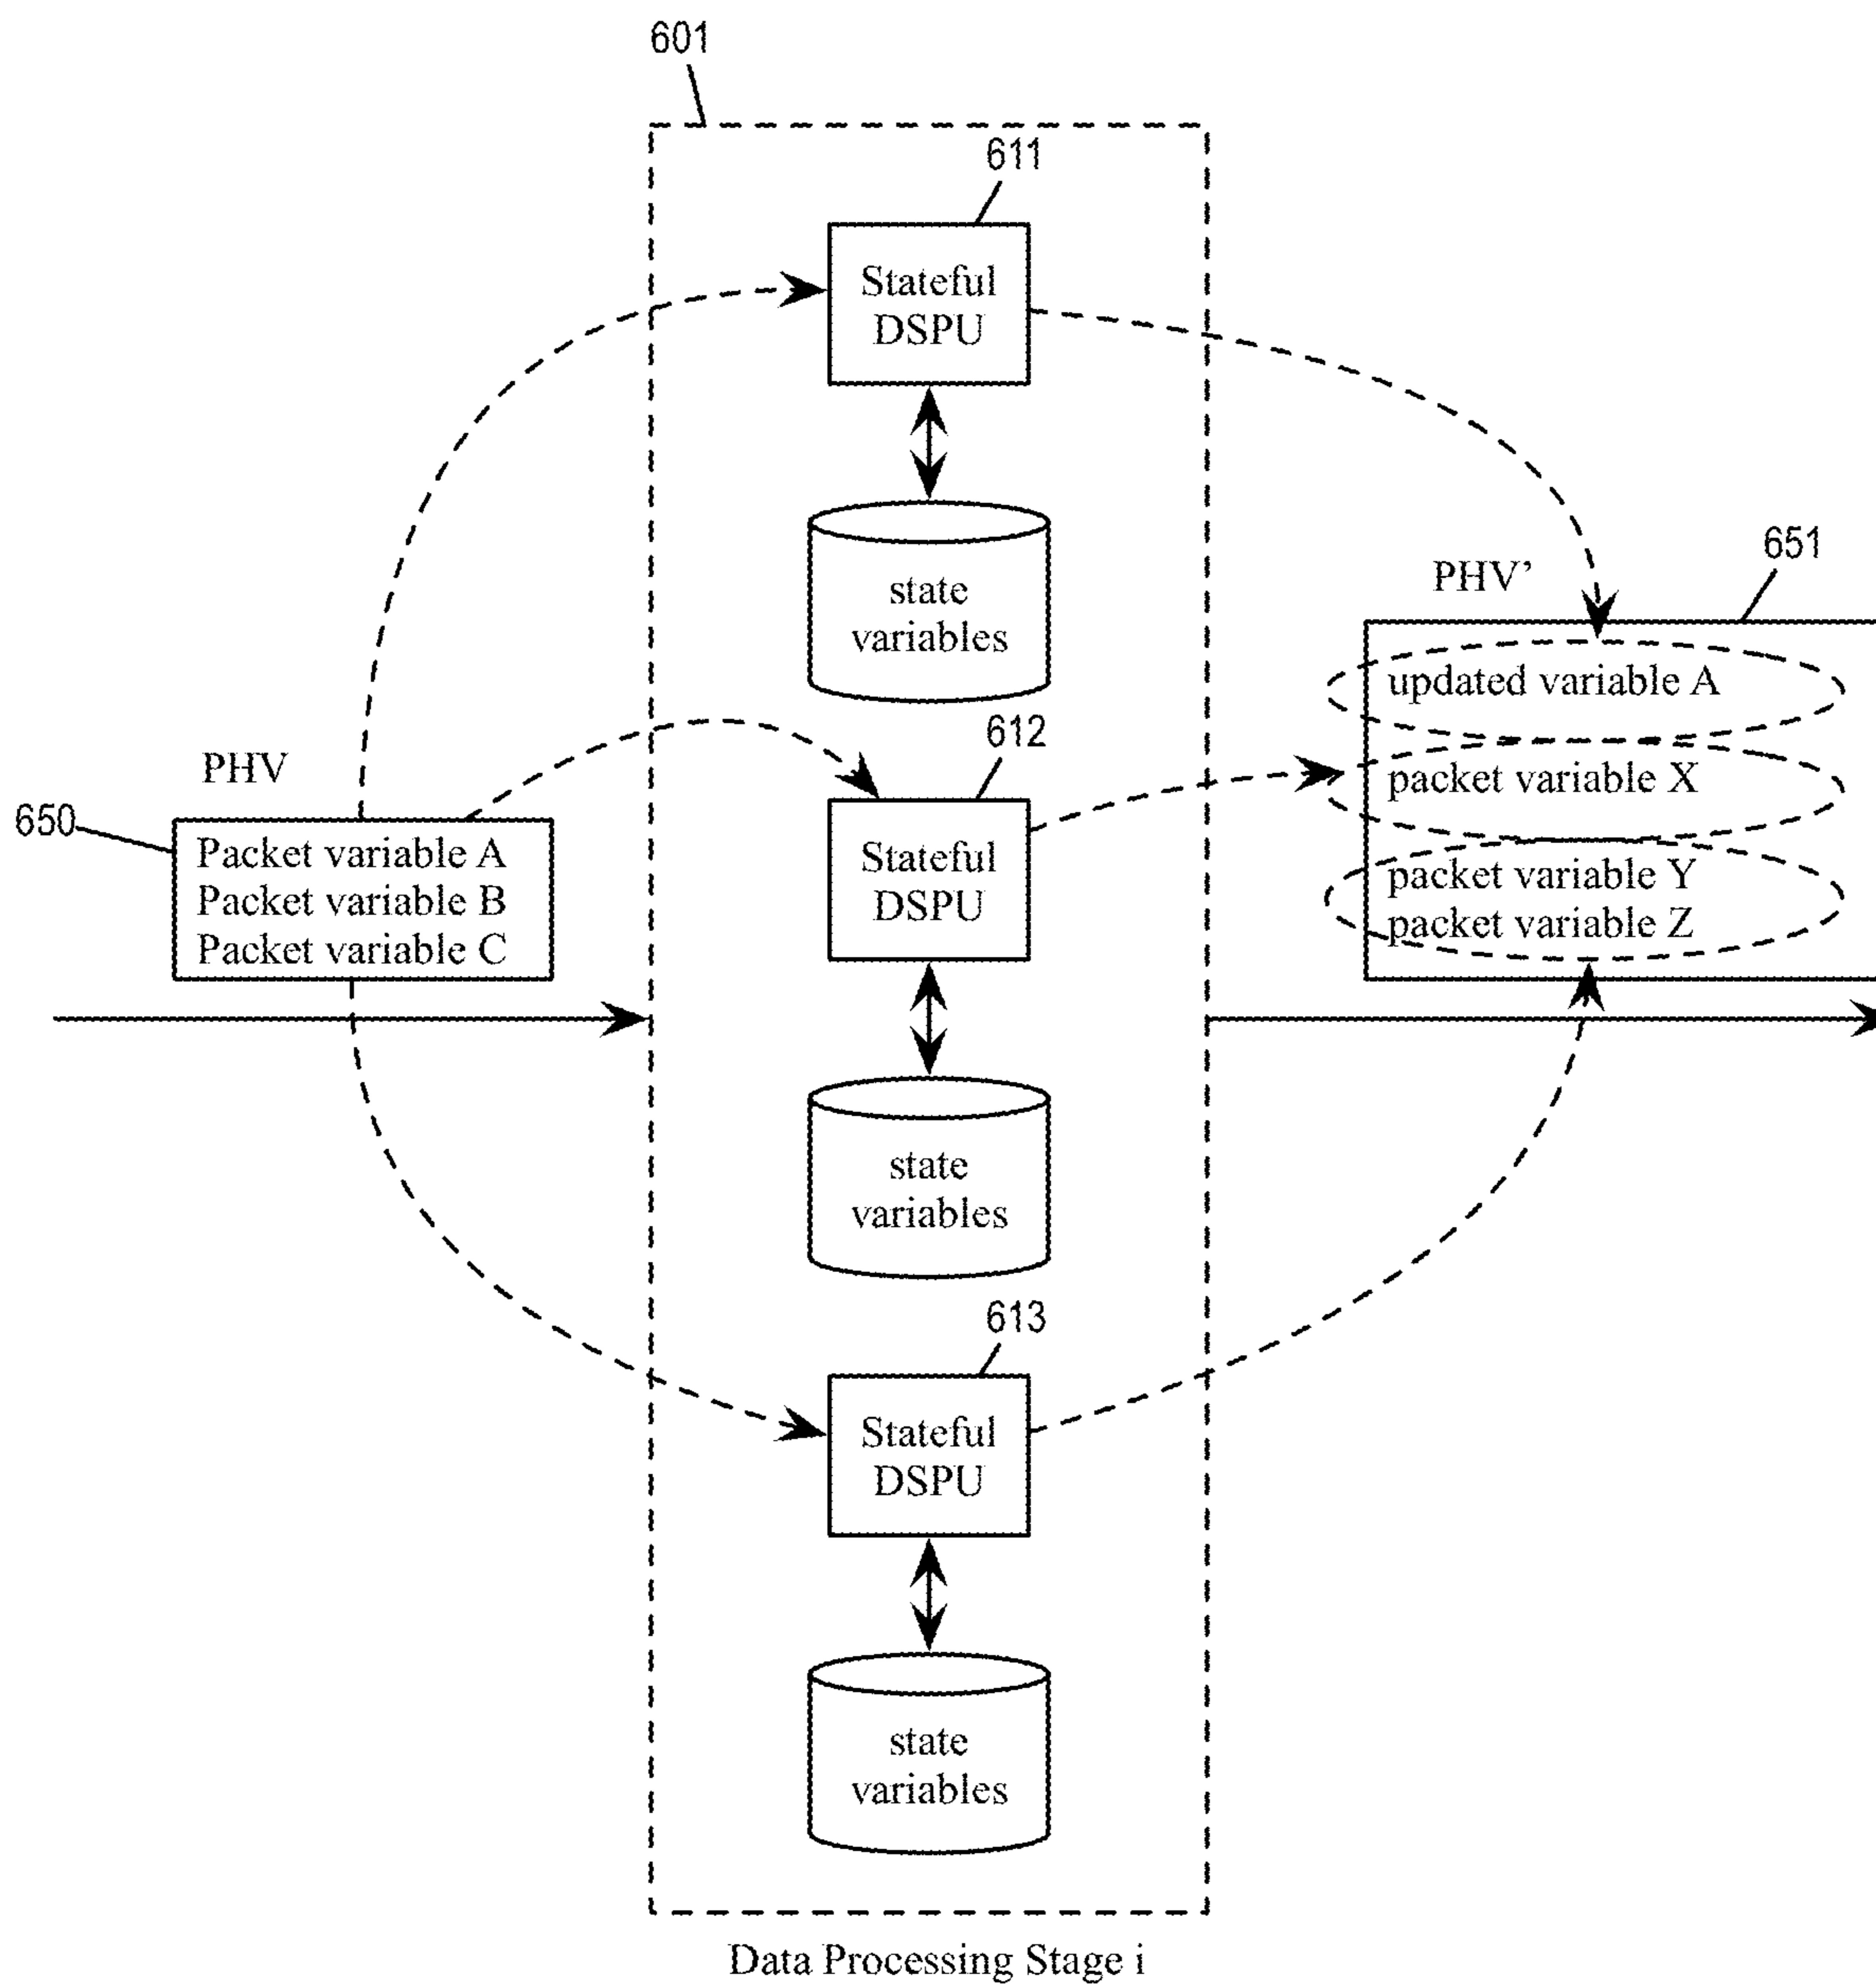 601
611
Stateful
DSPU
state
variables
651
PHV’
updated variable A
packet variable X
packet variable Y
packet variable Z
612
PHV
650
Packet variable A
Packet variable B
Packet variable C
Stateful
DSPU
state
variables
613
Stateful
DSPU
state
variables
Data Processing Stage i